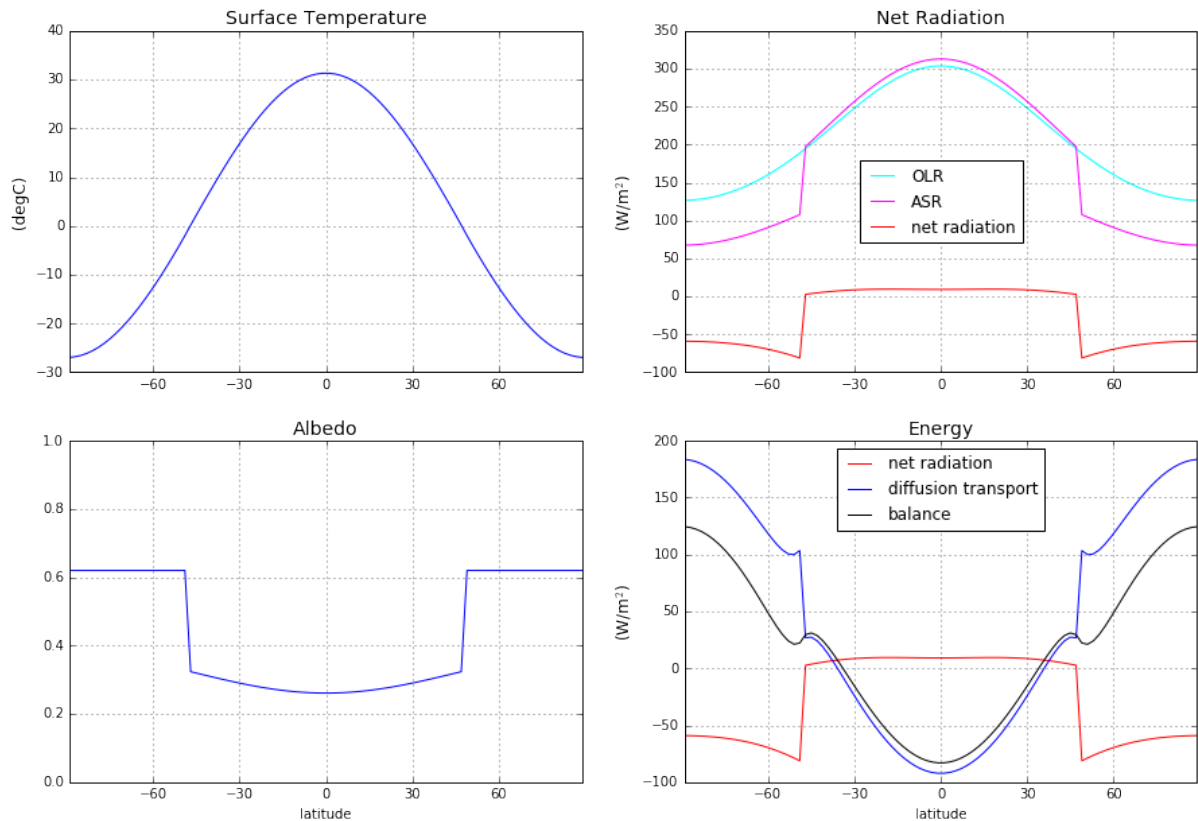 Surface Temperature
40
30
20
10
0
−10
−20
−30
(degC)
−60 −30 0 30 60
Net Radiation
350
300
250
200
150
100
50
0
−50
−100
(W/m²)
OLR
ASR
net radiation
−60 −30 0 30 60
Albedo
1.0
0.8
0.6
0.4
0.2
0.0
−60 −30 0 30 60
latitude
Energy
200
150
100
50
0
−50
−100
(W/m²)
net radiation
diffusion transport
balance
−60 −30 0 30 60
latitude